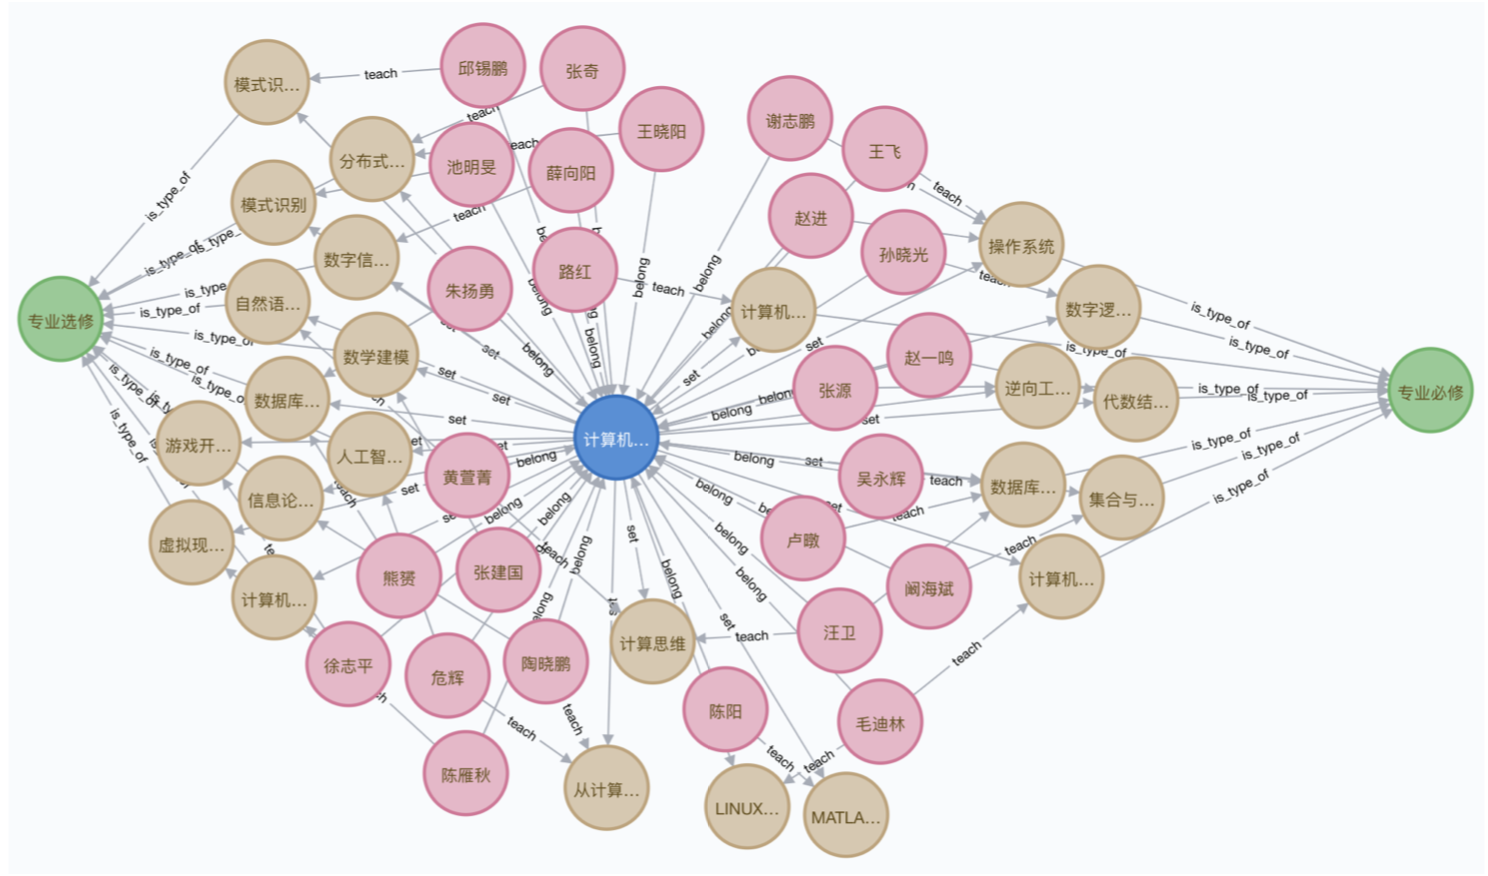 邱锡鹏
张奇
模式识...
teach
王晓阳
谢志鹏
teach
王飞
分布式...
each
池明旻
薛向阳
teach
is_type_of
模式识别
teach
赵进
is_type_
操作系统
数字信...
孙晓光
is_type_of
belong
路红
belong
teach
朱扬勇
teach
is_type
自然语...
计算机...
数字逻...
专业选修
is_type_of
belong
is_type_of
is_type_of
set
belong
数学建模
is_type_of
赵一鸣
is_type_of
belong
set
is_type_of
set
张源
逆向工...
is_type_of
专业必修
数据库...
set
belong
is_type_of
代数结...
set
set
游戏开...
计算机...
is_type_of
is_type_of
人工智...
belong
belong
set
黄萱菁
吴永辉
teach
数据库...
集合与...
信息论...
set
belong
is_type_of
belong
belong
teach
虚拟现...
set
belong
卢暾
teach
teach
belong
张建国
belong
熊赟
belong
计算机...
阚海斌
计算机...
set
汪卫
teach
计算思维
徐志平
陶晓鹏
teach
危辉
陈阳
毛迪林
teach
teach
teach
teach
陈雁秋
从计算...
LINUX...
MATLA...